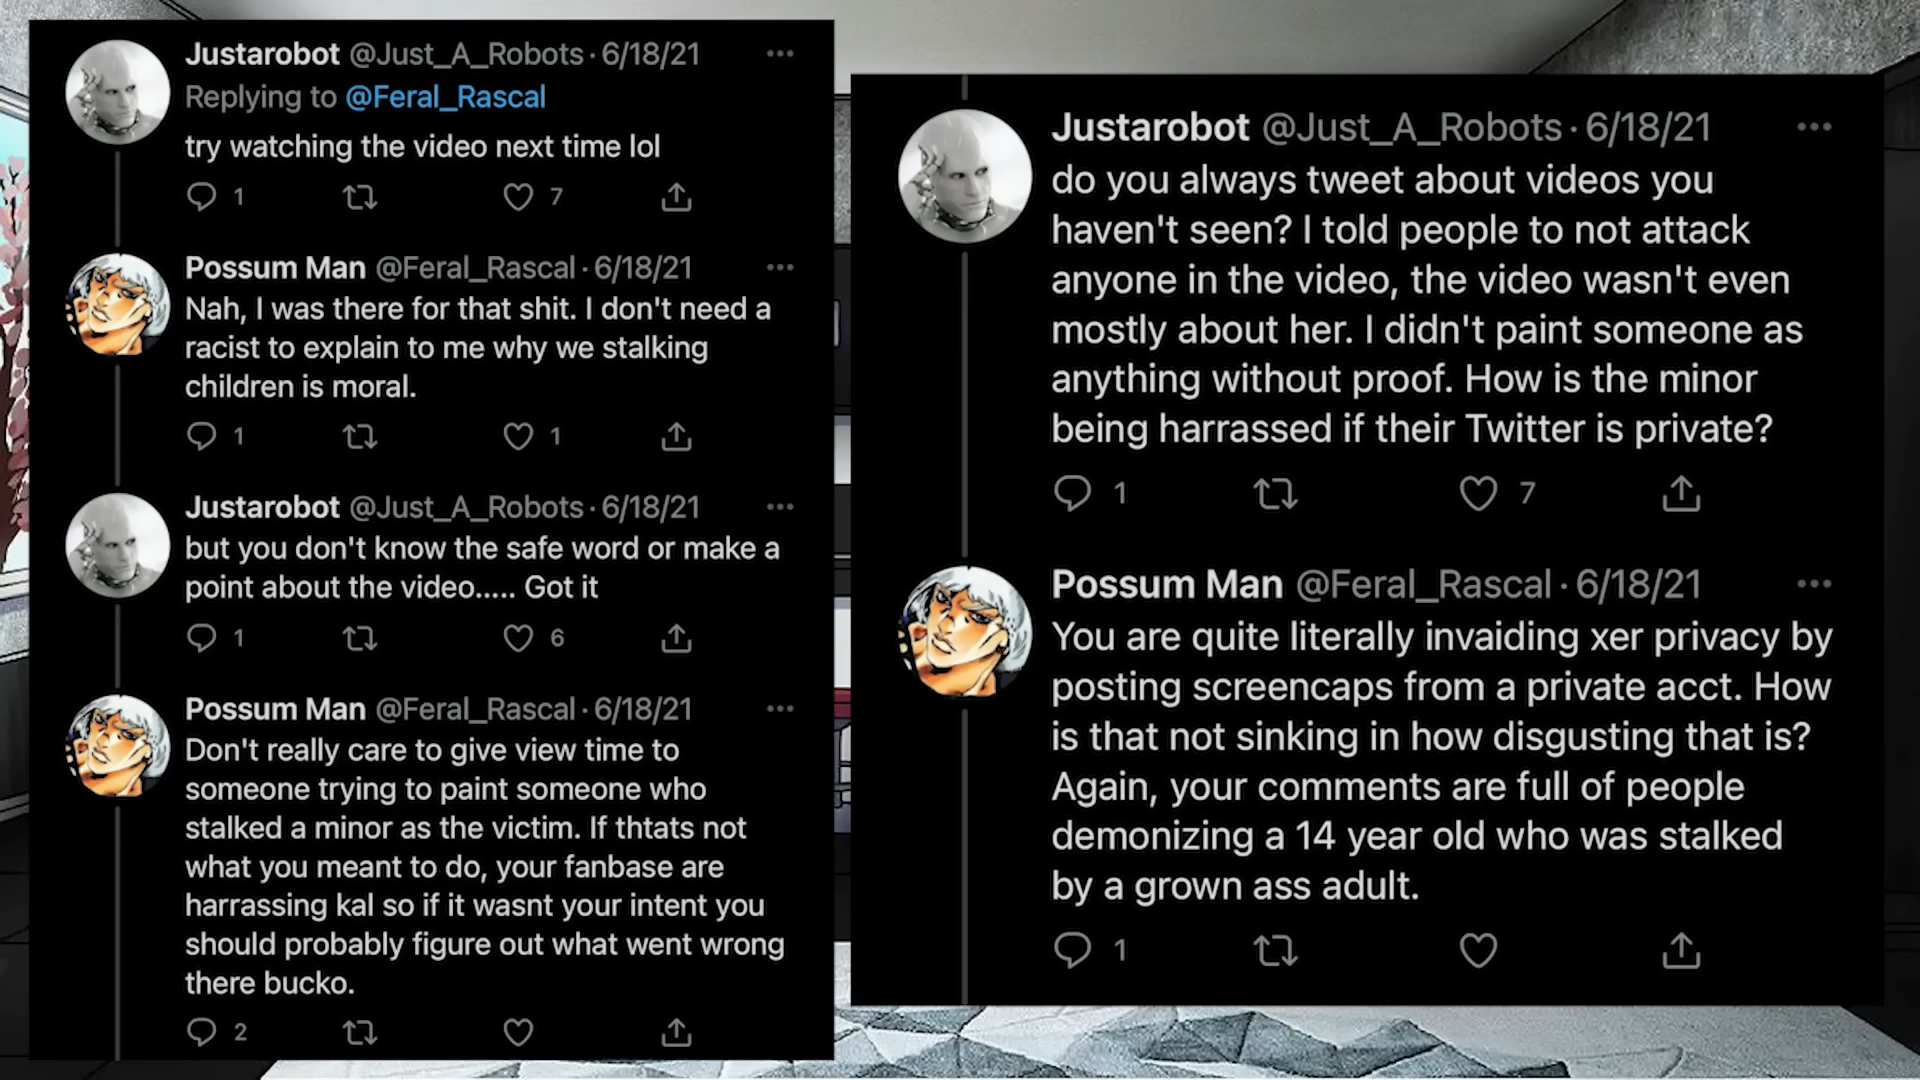 Justarobot @Just_A_Robots · 6/18/21
Replying to @Feral_Rascal
try watching the video next time lol
1 7
Possum Man @Feral_Rascal · 6/18/21
Nah, I was there for that shit. I don't need a
racist to explain to me why we stalking
children is moral.
1 1
Justarobot @Just_A_Robots · 6/18/21
but you don't know the safe word or make a
point about the video..... Got it
1 6
Possum Man @Feral_Rascal · 6/18/21
Don't really care to give view time to
someone trying to paint someone who
stalked a minor as the victim. If thtats not
what you meant to do, your fanbase are
harrassing kal so if it wasnt your intent you
should probably figure out what went wrong
there bucko.
2
Justarobot @Just_A_Robots · 6/18/21
do you always tweet about videos you
haven't seen? I told people to not attack
anyone in the video, the video wasn't even
mostly about her. I didn't paint someone as
anything without proof. How is the minor
being harrassed if their Twitter is private?
1 7
Possum Man @Feral_Rascal · 6/18/21
You are quite literally invaiding xer privacy by
posting screencaps from a private acct. How
is that not sinking in how disgusting that is?
Again, your comments are full of people
demonizing a 14 year old who was stalked
by a grown ass adult.
1